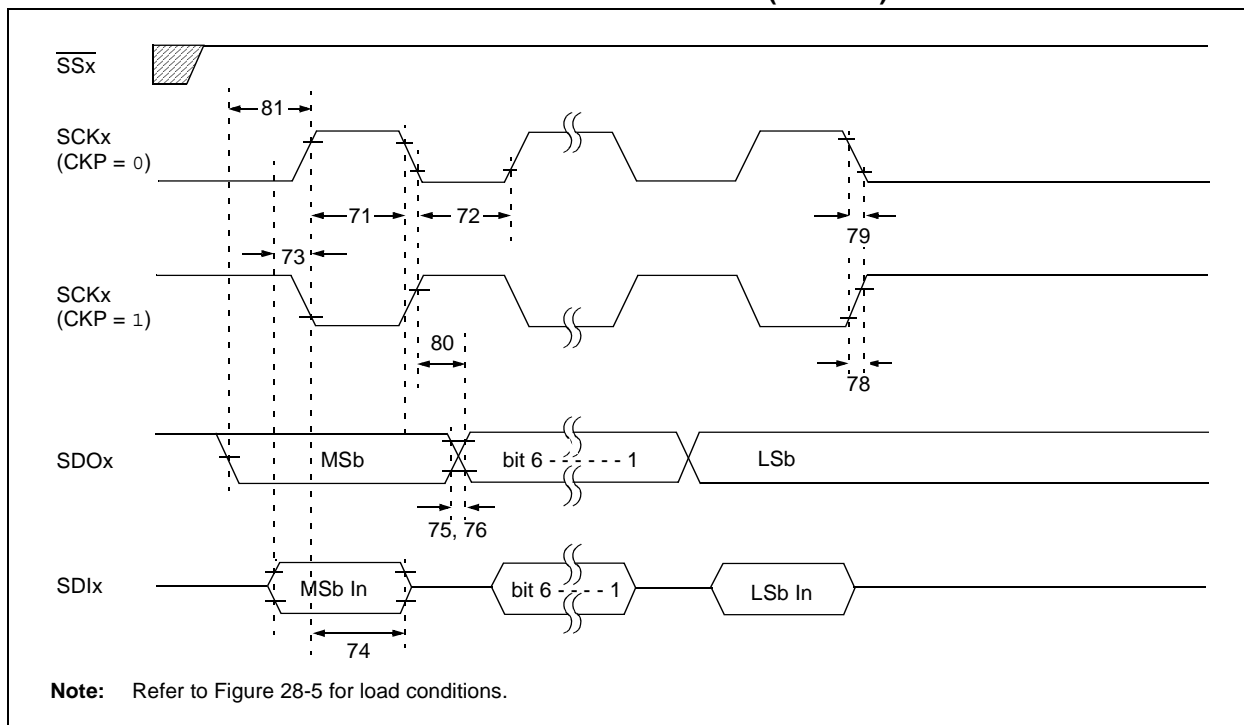 SSx
81
SCKx
(CKP = 0)
71
72
79
73
SCKx
(CKP = 1)
80
78
SDOx
MSb
bit 6 - - - - - - 1
LSb
75, 76
SDIx
MSb In
bit 6 - - - - 1
LSb In
74
Note: Refer to Figure 28-5 for load conditions.